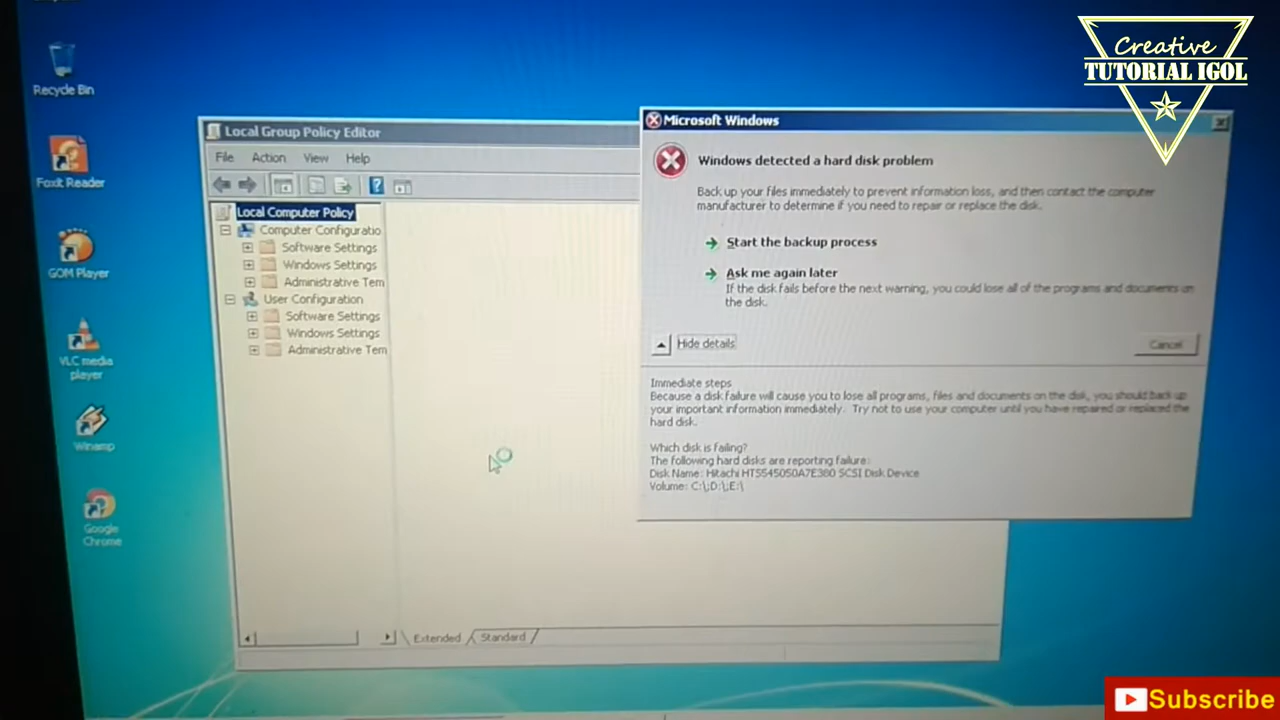 Creative
TUTORIAL IGOL
Recycle Bin
Foxit Reader
GOM Player
VLC media
player
Winamp
Google
Chrome
Local Group Policy Editor
File Action View Help
Local Computer Policy
Computer Configuratio
Software Settings
Windows Settings
Administrative Tem
User Configuration
Software Settings
Windows Settings
Administrative Tem
Extended Standard
Microsoft Windows
Windows detected a hard disk problem
Back up your files immediately to prevent information loss, and then contact the computer
manufacturer to determine if you need to repair or replace the disk.
Start the backup process
Ask me again later
If the disk fails before the next warning, you could lose all of the programs and documents on
the disk.
Hide details
Cancel
Immediate steps
Because a disk failure will cause you to lose all programs, files and documents on the disk, you should back up
your important information immediately. Try not to use your computer until you have repaired or replaced the
hard disk.
Which disk is failing?
The following hard disks are reporting failure:
Disk Name: Hitachi HTS545050A7E380 SCSI Disk Device
Volume: C:\;D:\;E:\
Subscribe